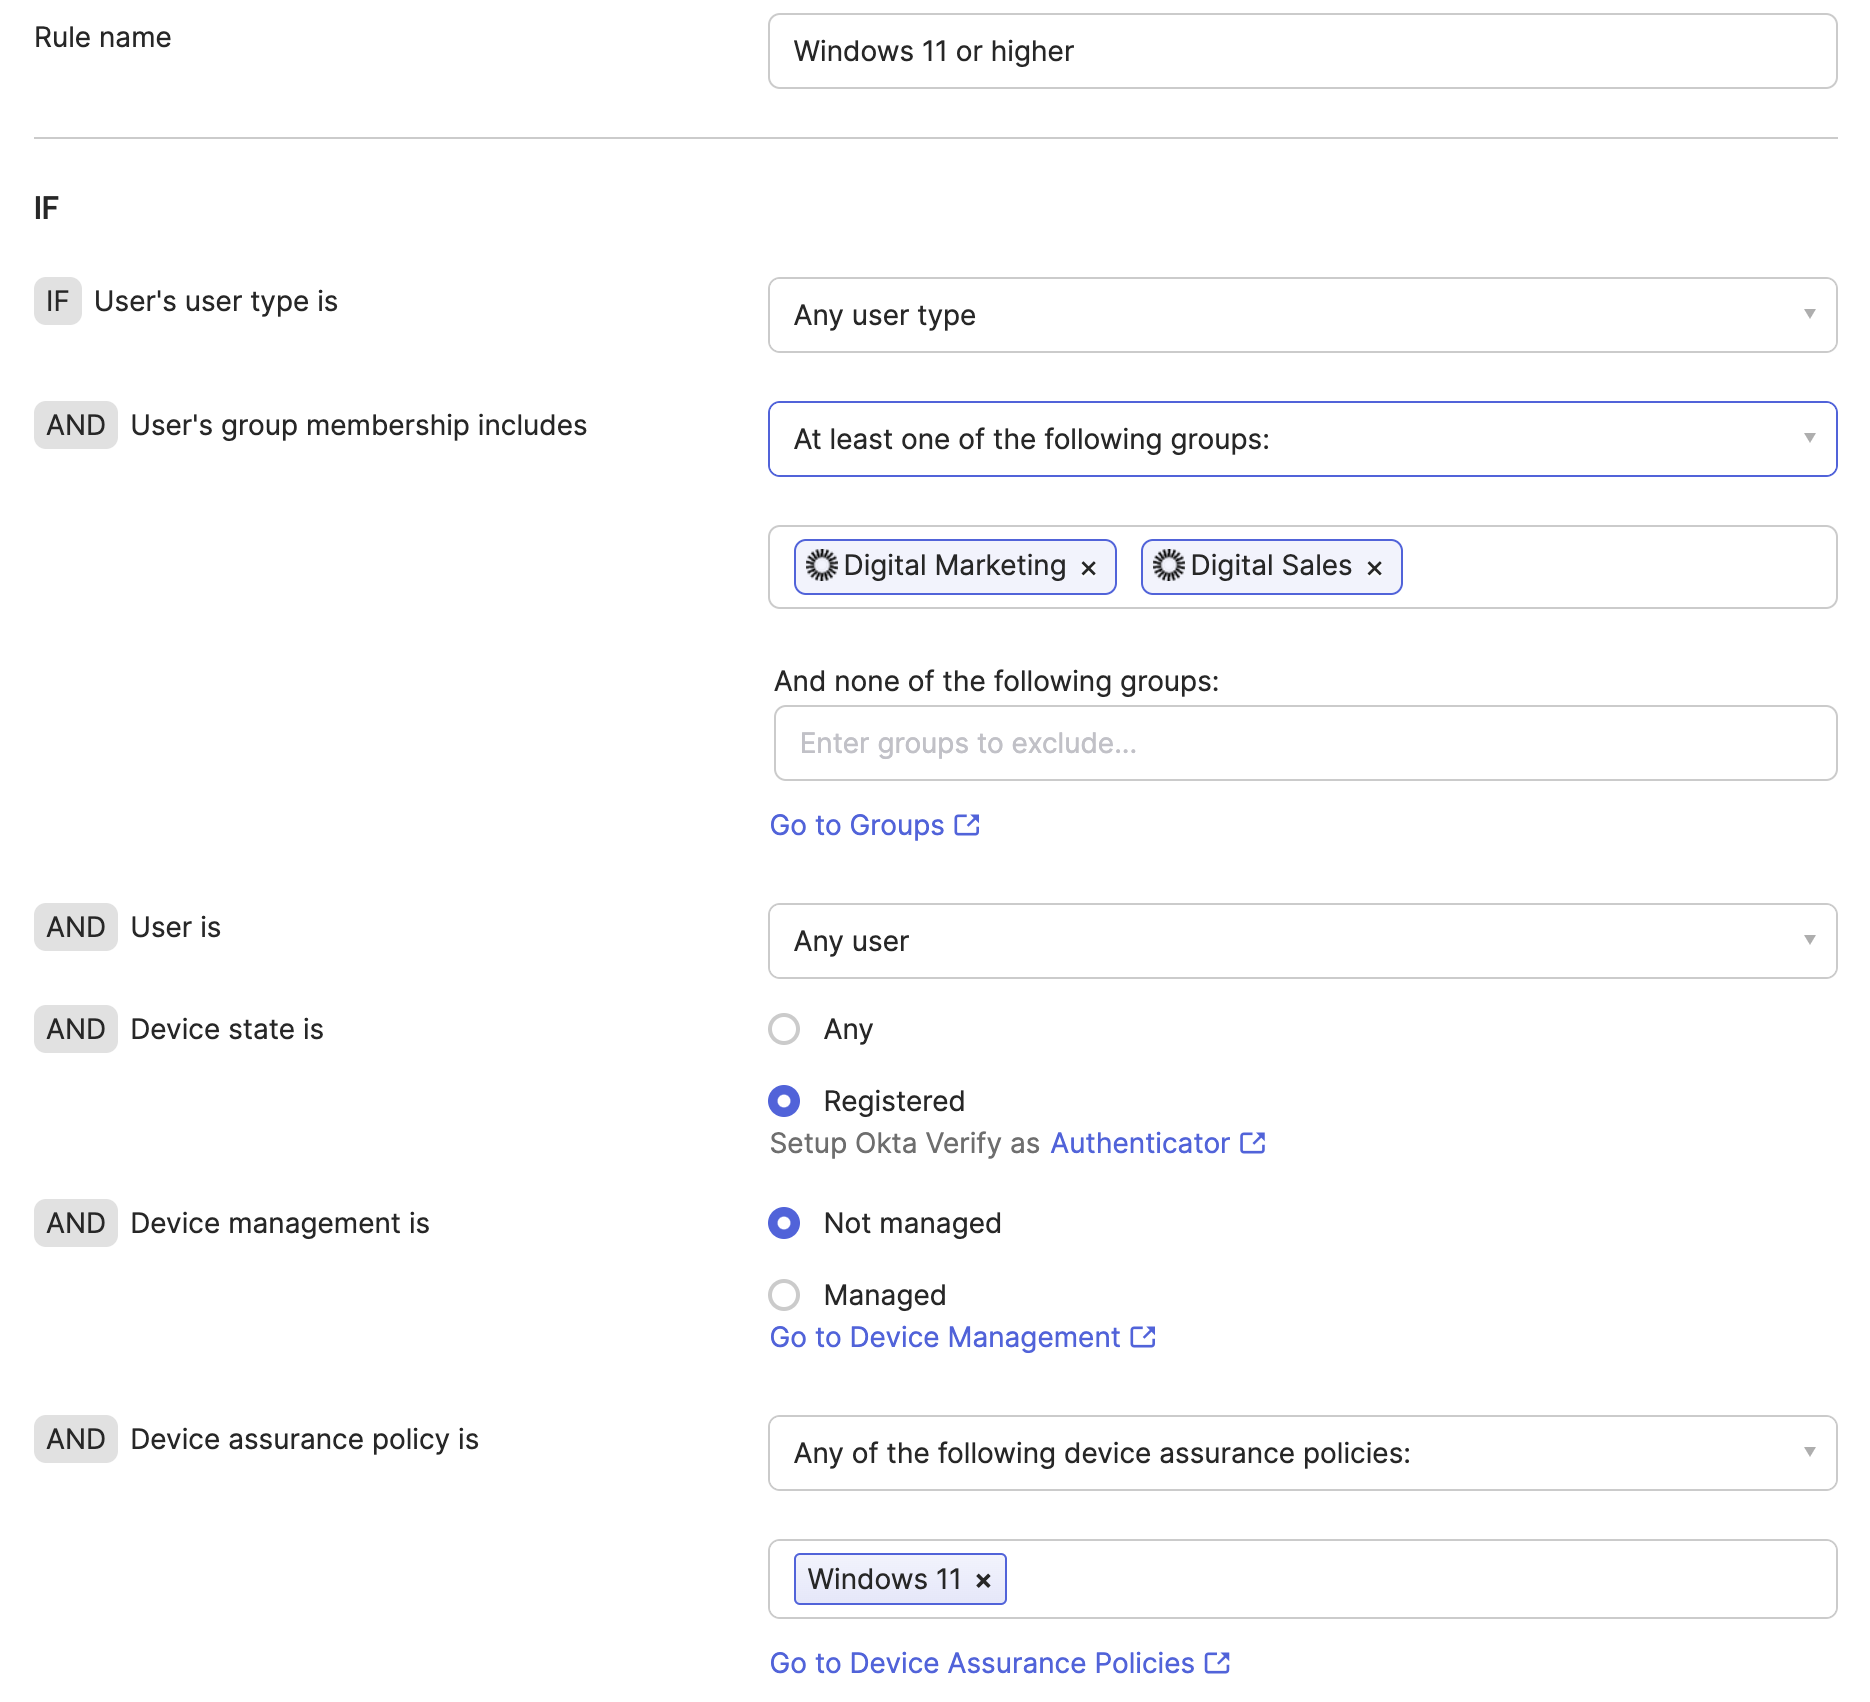 Rule name
Windows 11 or higher
IF
IF User's user type is
Any user type
AND User's group membership includes
At least one of the following groups:
Digital Marketing × Digital Sales ×
And none of the following groups:
Enter groups to exclude...
Go to Groups
AND User is
Any user
AND Device state is
Any
Registered
Setup Okta Verify as Authenticator
AND Device management is
Not managed
Managed
Go to Device Management
AND Device assurance policy is
Any of the following device assurance policies:
Windows 11 ×
Go to Device Assurance Policies